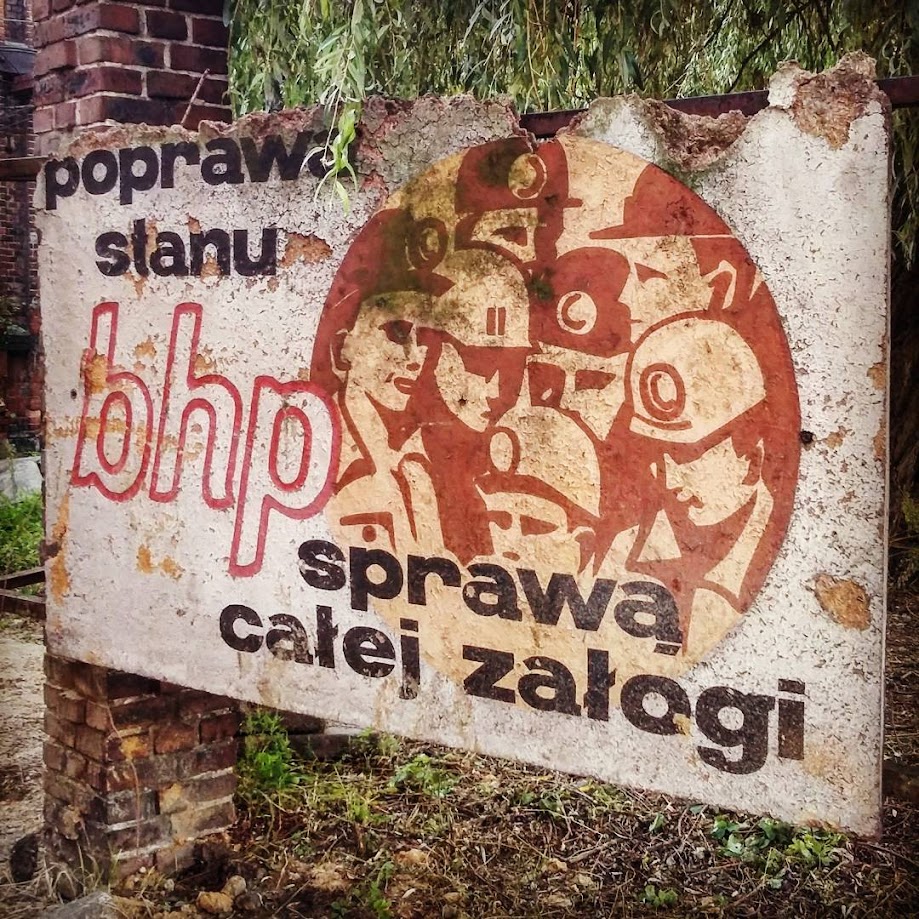 poprawa
stanu
bhp
sprawą
całej załogi